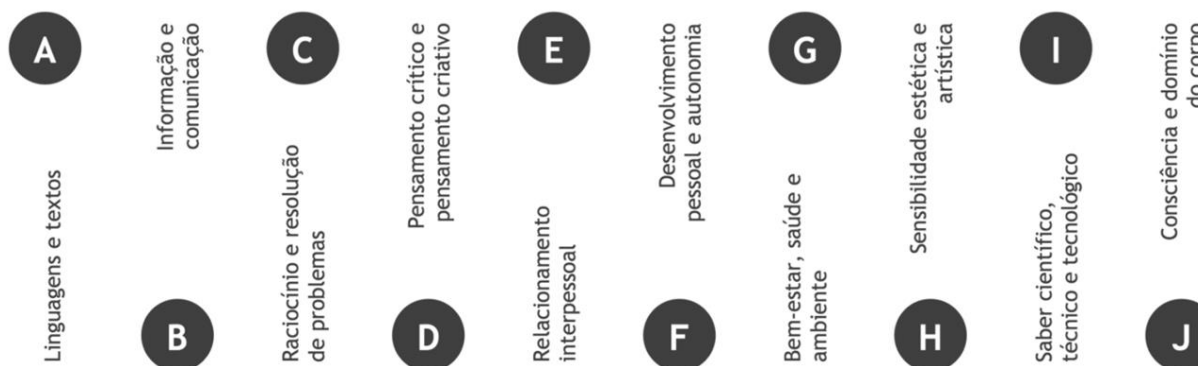 A
Linguagens e textos
Informação e
comunicação
B
C
Raciocínio e resolução
de problemas
Pensamento crítico e
pensamento criativo
D
E
Relacionamento
interpessoal
Desenvolvimento
pessoal e autonomia
F
G
Bem-estar, saúde e
ambiente
Sensibilidade estética e
artística
H
I
Saber científico,
técnico e tecnológico
Consciência e domínio
do corpo
J